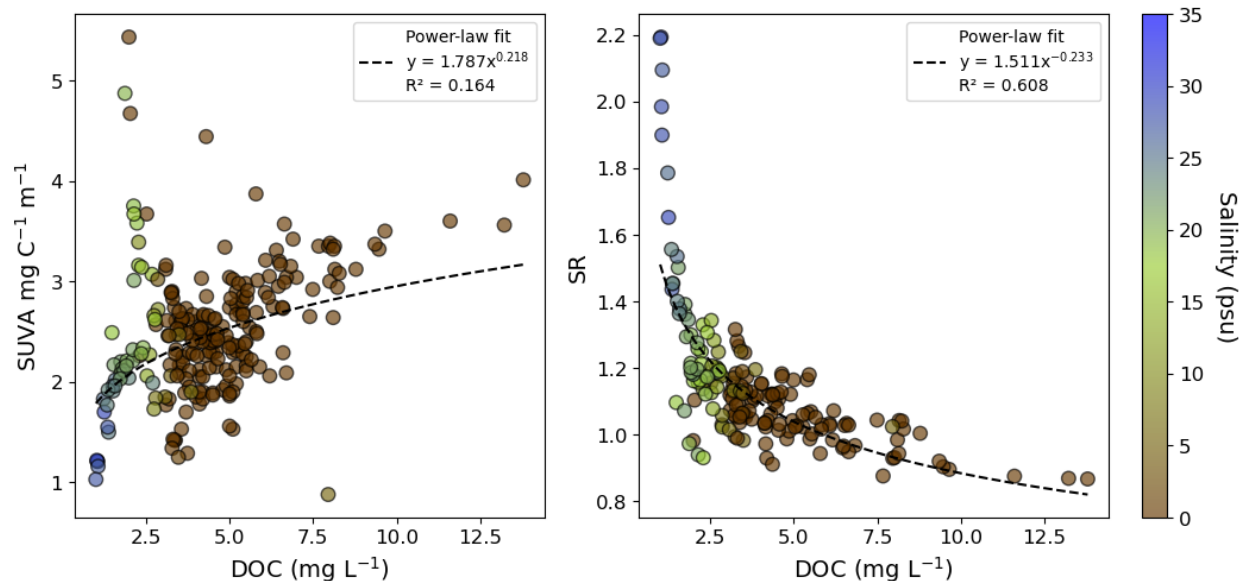 Power-law fit
y = 1.787x^0.218
R² = 0.164
SUVA mg C⁻¹ m⁻¹
5
4
3
2
1
2.5 5.0 7.5 10.0 12.5
DOC (mg L⁻¹)
Power-law fit
y = 1.511x^−0.233
R² = 0.608
SR
2.2
2.0
1.8
1.6
1.4
1.2
1.0
0.8
2.5 5.0 7.5 10.0 12.5
DOC (mg L⁻¹)
35
30
25
20
15
10
5
0
Salinity (psu)